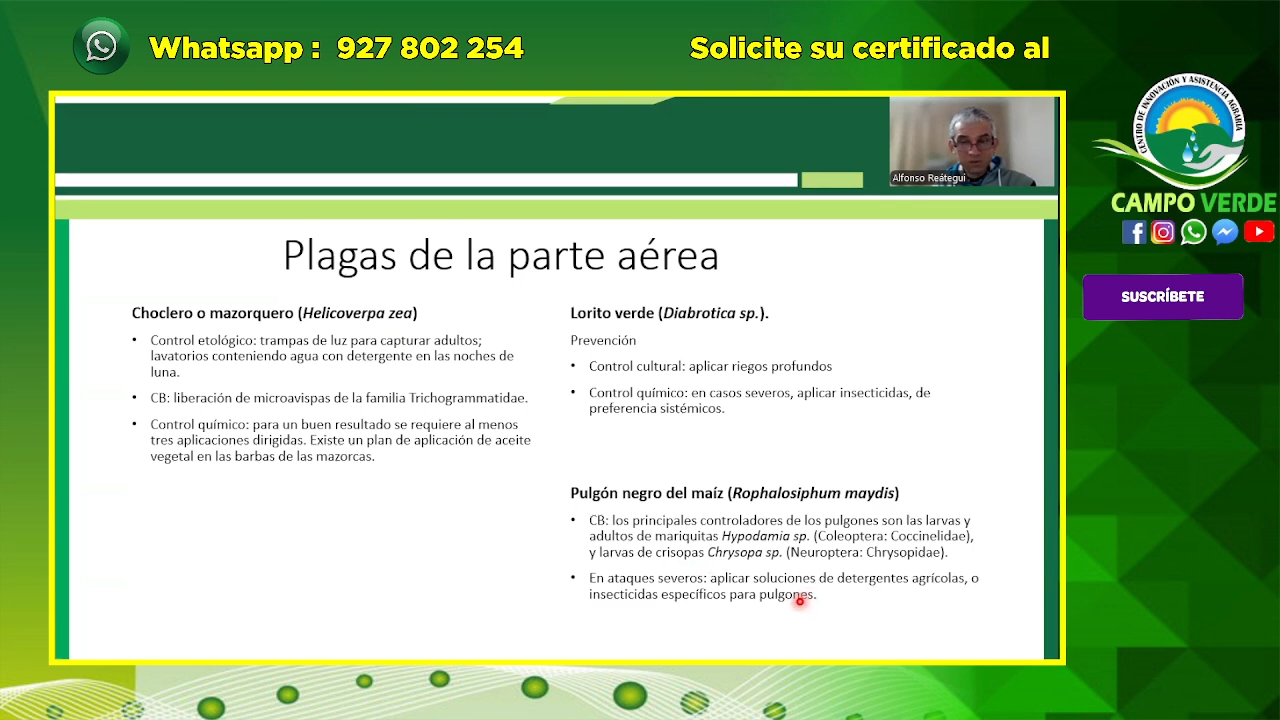 Whatsapp : 927 802 254
Solicite su certificado al
CENTRO DE INNOVACIÓN Y ASISTENCIA AGRARIA
CAMPO VERDE
SUSCRÍBETE
Alfonso Reátegui
Plagas de la parte aérea
Choclero o mazorquero (Helicoverpa zea)
• Control etológico: trampas de luz para capturar adultos;
lavatorios conteniendo agua con detergente en las noches de
luna.
• CB: liberación de microavispas de la familia Trichogrammatidae.
• Control químico: para un buen resultado se requiere al menos
tres aplicaciones dirigidas. Existe un plan de aplicación de aceite
vegetal en las barbas de las mazorcas.
Lorito verde (Diabrotica sp.).
Prevención
• Control cultural: aplicar riegos profundos
• Control químico: en casos severos, aplicar insecticidas, de
preferencia sistémicos.
Pulgón negro del maíz (Rophalosiphum maydis)
• CB: los principales controladores de los pulgones son las larvas y
adultos de mariquitas Hypodamia sp. (Coleoptera: Coccinelidae),
y larvas de crisopas Chrysopa sp. (Neuroptera: Chrysopidae).
• En ataques severos: aplicar soluciones de detergentes agrícolas, o
insecticidas específicos para pulgones.